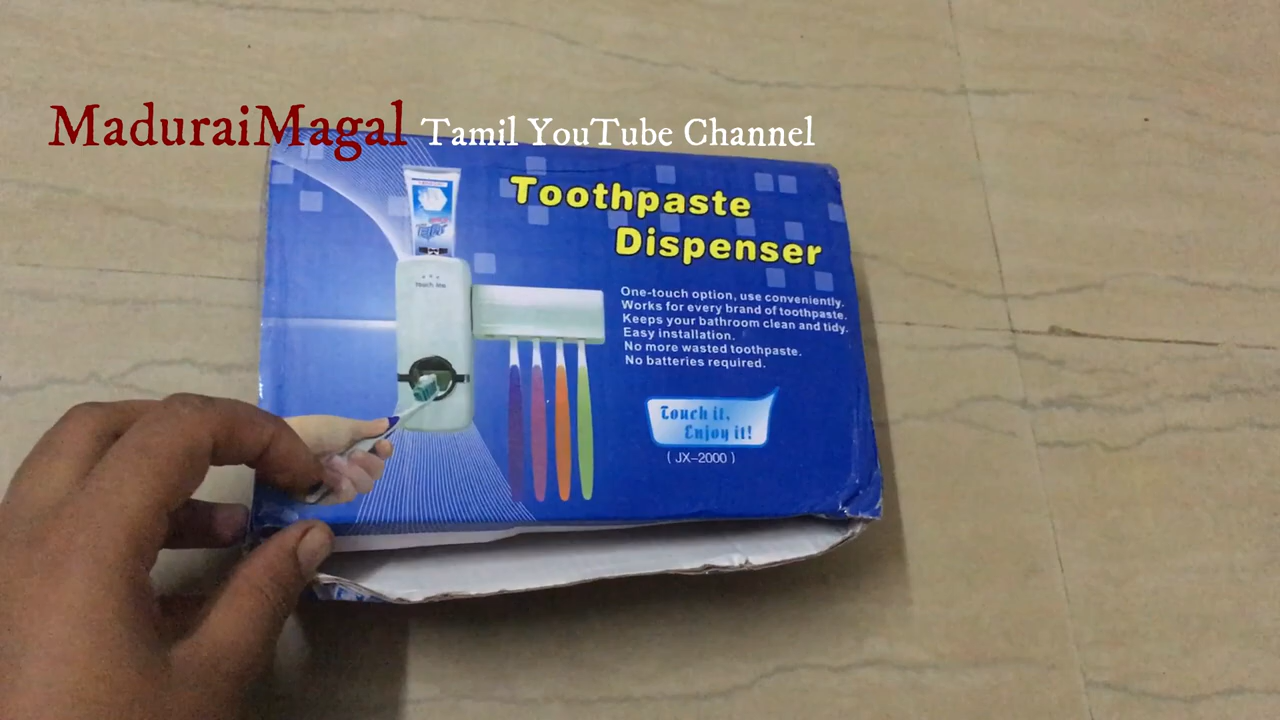 MaduraiMagal Tamil YouTube Channel
Toothpaste
Dispenser
Touch me
One-touch option, use conveniently.
Works for every brand of toothpaste.
Keeps your bathroom clean and tidy.
Easy installation.
No more wasted toothpaste.
No batteries required.
Touch it,
Enjoy it!
( JX-2000 )